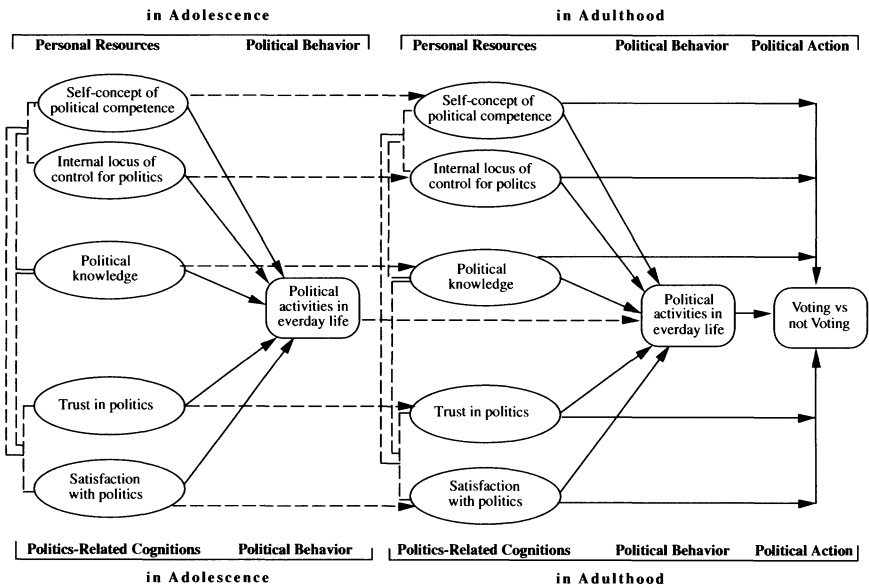 in Adolescence
in Adulthood
Personal Resources
Political Behavior
Personal Resources
Political Behavior
Political Action
Self-concept of
political competence
Internal locus of
control for politics
Political
knowledge
Political
activities in
everday life
Trust in politics
Satisfaction
with politics
Self-concept of
political competence
Internal locus of
control for politcs
Political
knowledge
Political
activities in
everday life
Voting vs
not Voting
Trust in politics
Satisfaction
with politics
Politics-Related Cognitions
Political Behavior
Politics-Related Cognitions
Political Behavior
Political Action
in Adolescence
in Adulthood